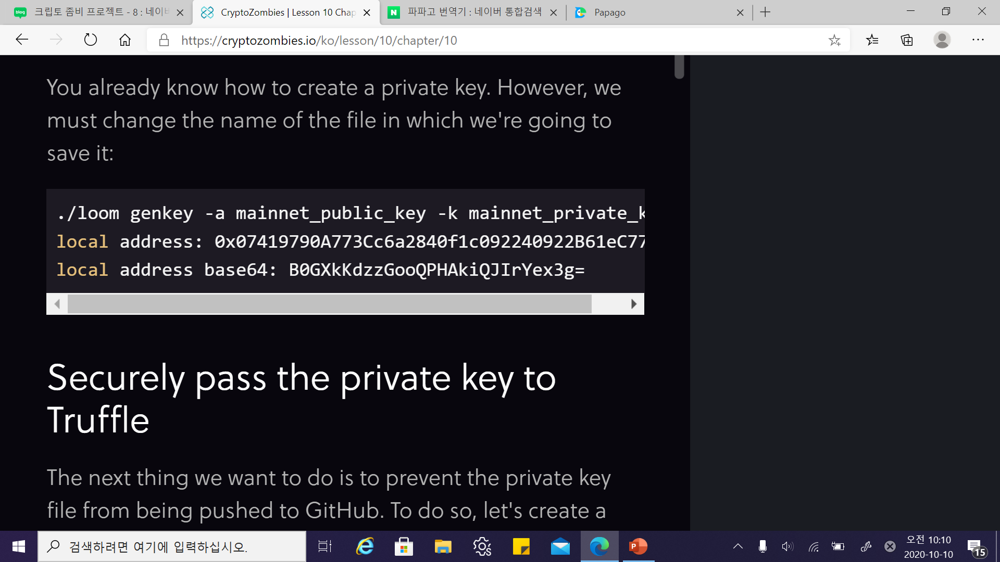 크립토 좀비 프로젝트 - 8 : 네이버
CryptoZombies | Lesson 10 Chap
파파고 번역기 : 네이버 통합검색
Papago
https://cryptozombies.io/ko/lesson/10/chapter/10
You already know how to create a private key. However, we
must change the name of the file in which we're going to
save it:
./loom genkey -a mainnet_public_key -k mainnet_private_k
local address: 0x07419790A773Cc6a2840f1c092240922B61eC77
local address base64: B0GXkKdzzGooQPHAkiQJIrYex3g=
Securely pass the private key to
Truffle
The next thing we want to do is to prevent the private key
file from being pushed to GitHub. To do so, let's create a
검색하려면 여기에 입력하십시오.
오전 10:10
2020-10-10
15